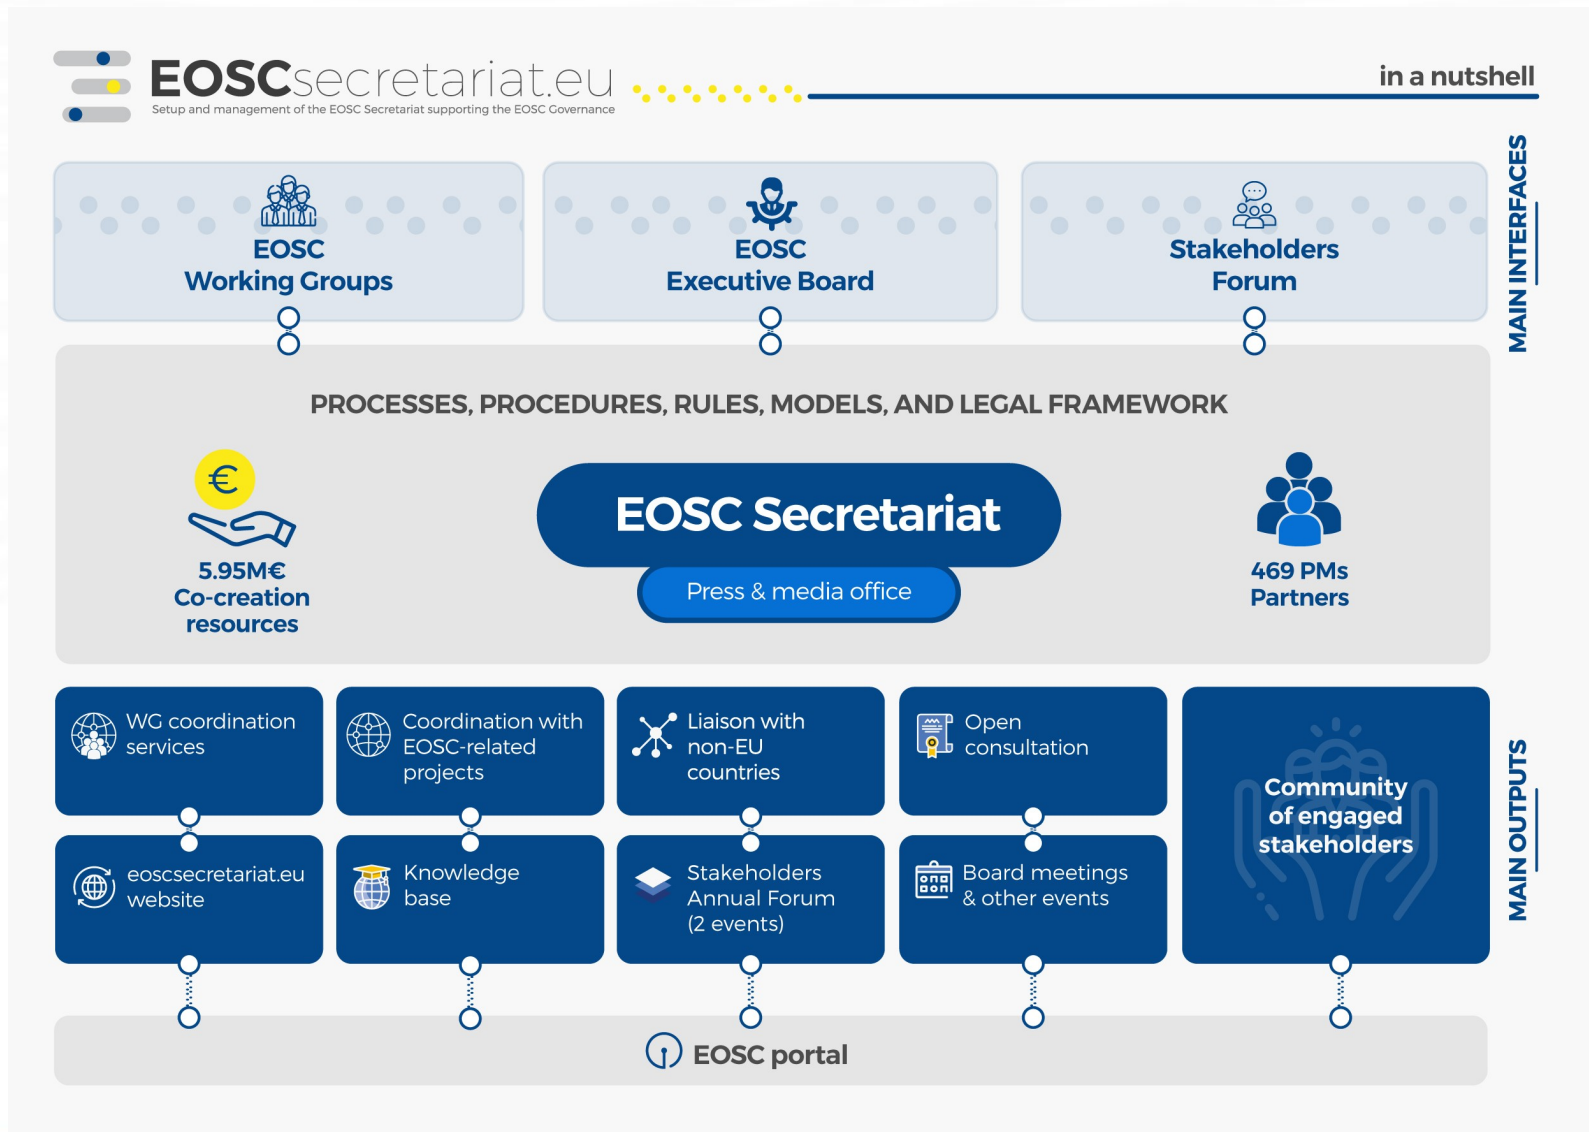 EOSCsecretariat.eu
Setup and management of the EOSC Secretariat supporting the EOSC Governance
in a nutshell
MAIN INTERFACES
EOSC
Working Groups
EOSC
Executive Board
Stakeholders
Forum
PROCESSES, PROCEDURES, RULES, MODELS, AND LEGAL FRAMEWORK
€
5.95M€
Co-creation
resources
EOSC Secretariat
Press & media office
469 PMs
Partners
MAIN OUTPUTS
WG coordination
services
Coordination with
EOSC-related
projects
Liaison with
non-EU
countries
Open
consultation
Community
of engaged
stakeholders
eoscsecretariat.eu
website
Knowledge
base
Stakeholders
Annual Forum
(2 events)
Board meetings
& other events
EOSC portal